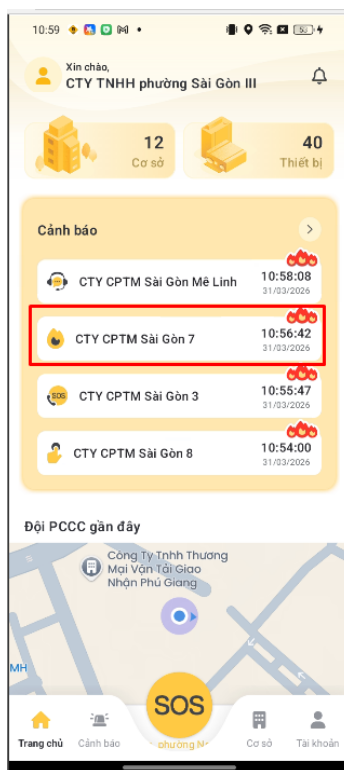 10:59
Xin chào,
CTY TNHH phường Sài Gòn III
12
Cơ sở
40
Thiết bị
Cảnh báo
CTY CPTM Sài Gòn Mê Linh
10:58:08
31/03/2026
CTY CPTM Sài Gòn 7
10:56:42
31/03/2026
SOS
CTY CPTM Sài Gòn 3
10:55:47
31/03/2026
CTY CPTM Sài Gòn 8
10:54:00
31/03/2026
Đội PCCC gần đây
Công Ty Tnhh Thương
Mại Vận Tải Giao
Nhận Phú Giang
MH
SOS
phường
Trang chủ
Cảnh báo
Cơ sở
Tài khoản